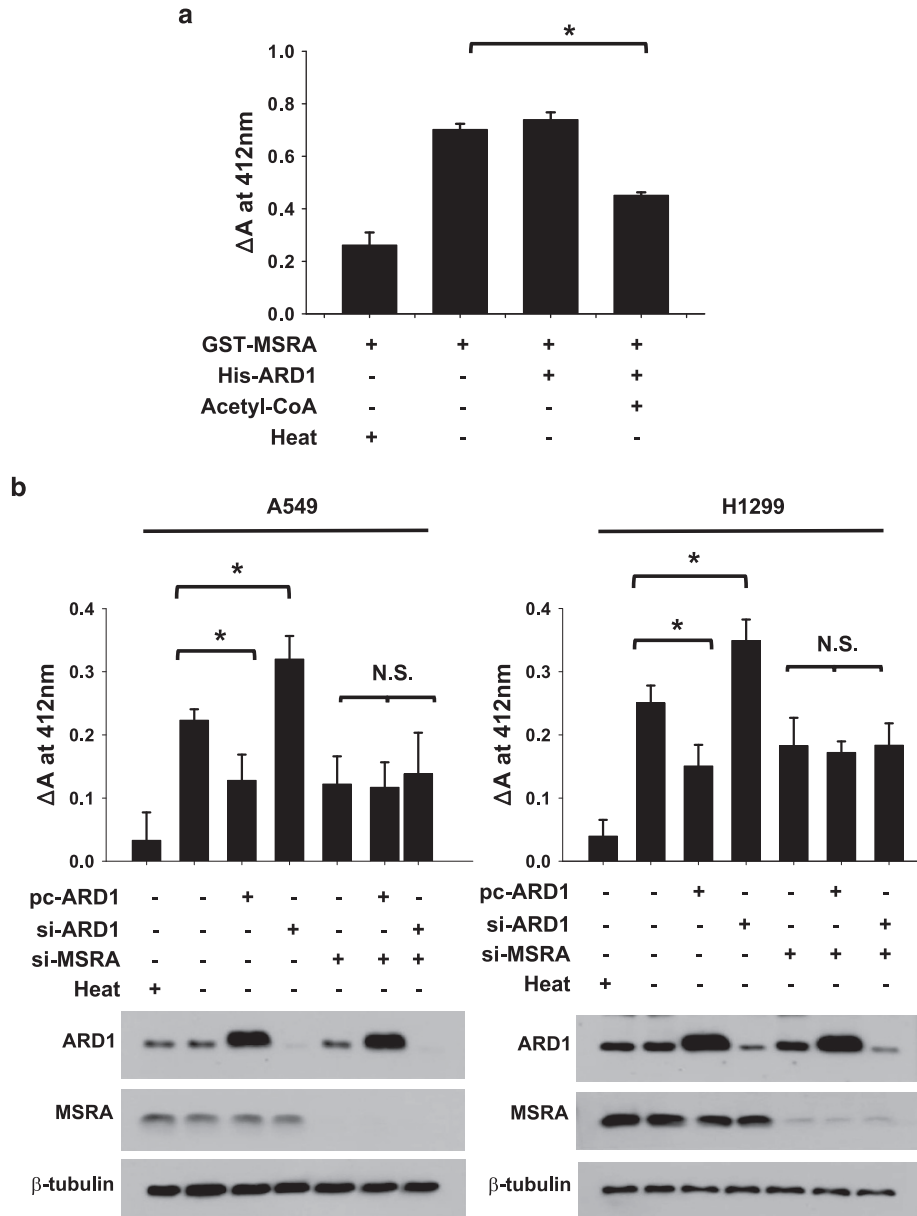 a
*
1.0
0.8
0.6
0.4
0.2
0.0
ΔA at 412nm
GST-MSRA + + + +
His-ARD1 - - + +
Acetyl-CoA - - - +
Heat + - - -
b
A549
*
*
N.S.
0.4
0.3
0.2
0.1
0.0
ΔA at 412nm
pc-ARD1 - - + - - + -
si-ARD1 - - - + - - +
si-MSRA - - - - + + +
Heat + - - - - - -
ARD1
MSRA
β-tubulin
H1299
*
*
N.S.
0.4
0.3
0.2
0.1
0.0
ΔA at 412nm
pc-ARD1 - - + - - + -
si-ARD1 - - - + - - +
si-MSRA - - - - + + +
Heat + - - - - - -
ARD1
MSRA
β-tubulin